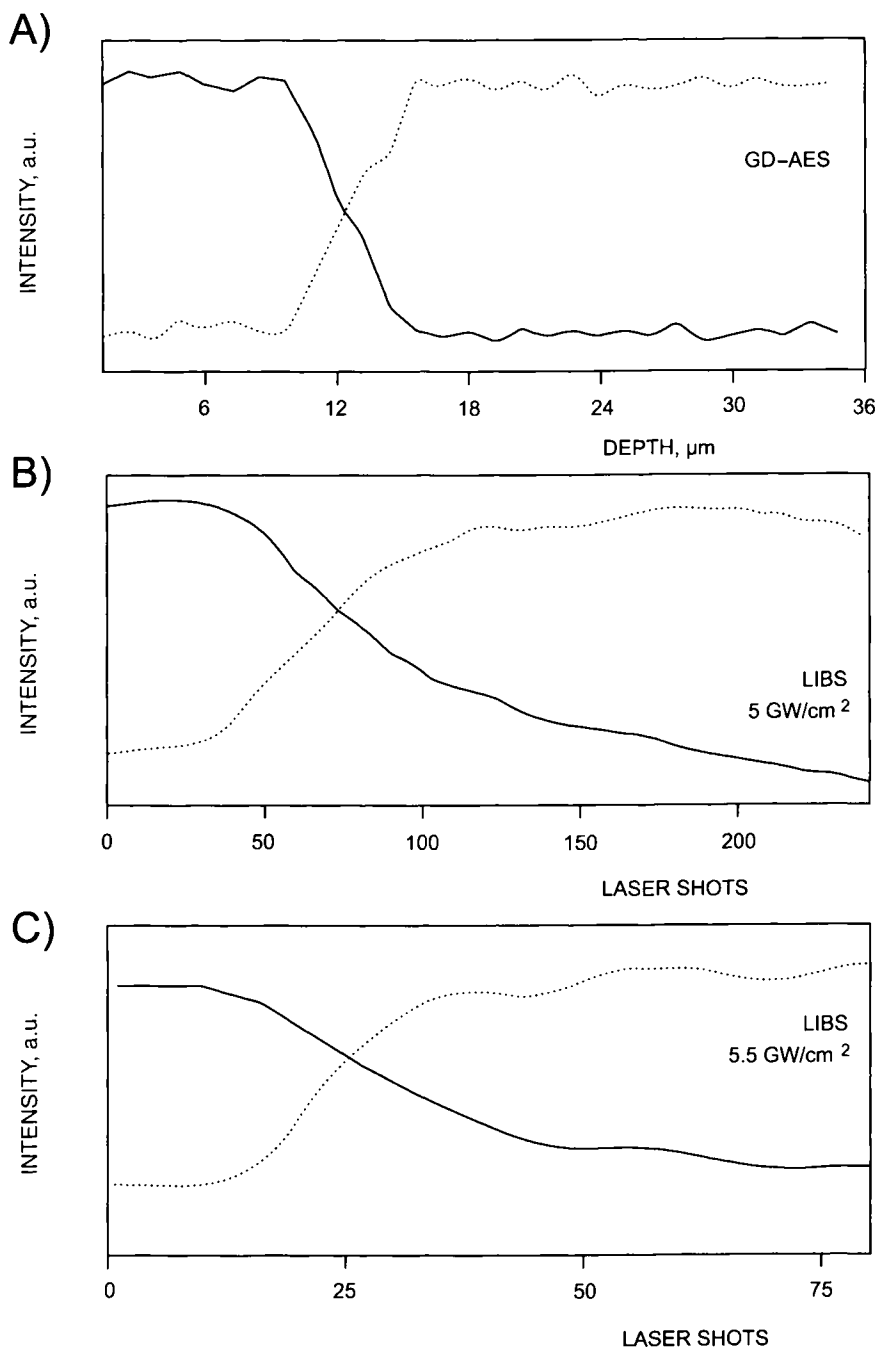 A)
INTENSITY, a.u.
GD-AES
6 12 18 24 30 36
DEPTH, µm
B)
INTENSITY, a.u.
LIBS
5 GW/cm 2
0 50 100 150 200
LASER SHOTS
C)
INTENSITY, a.u.
LIBS
5.5 GW/cm 2
0 25 50 75
LASER SHOTS